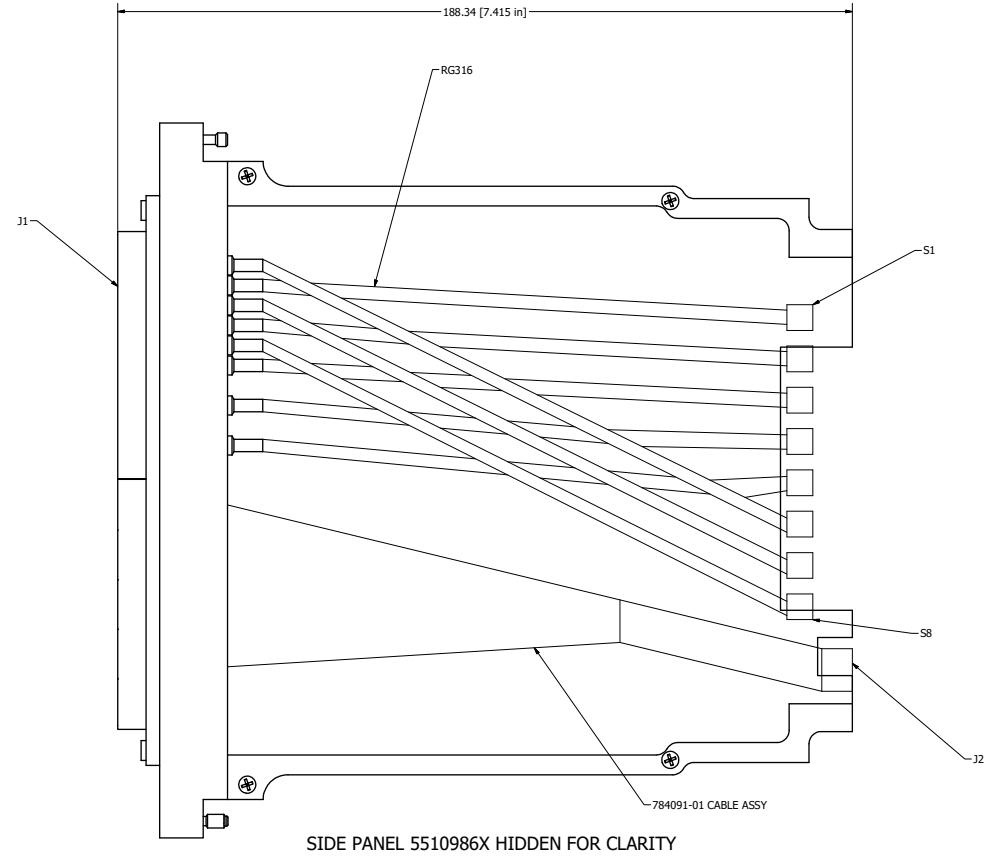 188.34 [7.415 in]
RG316
J1
S1
S8
J2
784091-01 CABLE ASSY
SIDE PANEL 5510986X HIDDEN FOR CLARITY